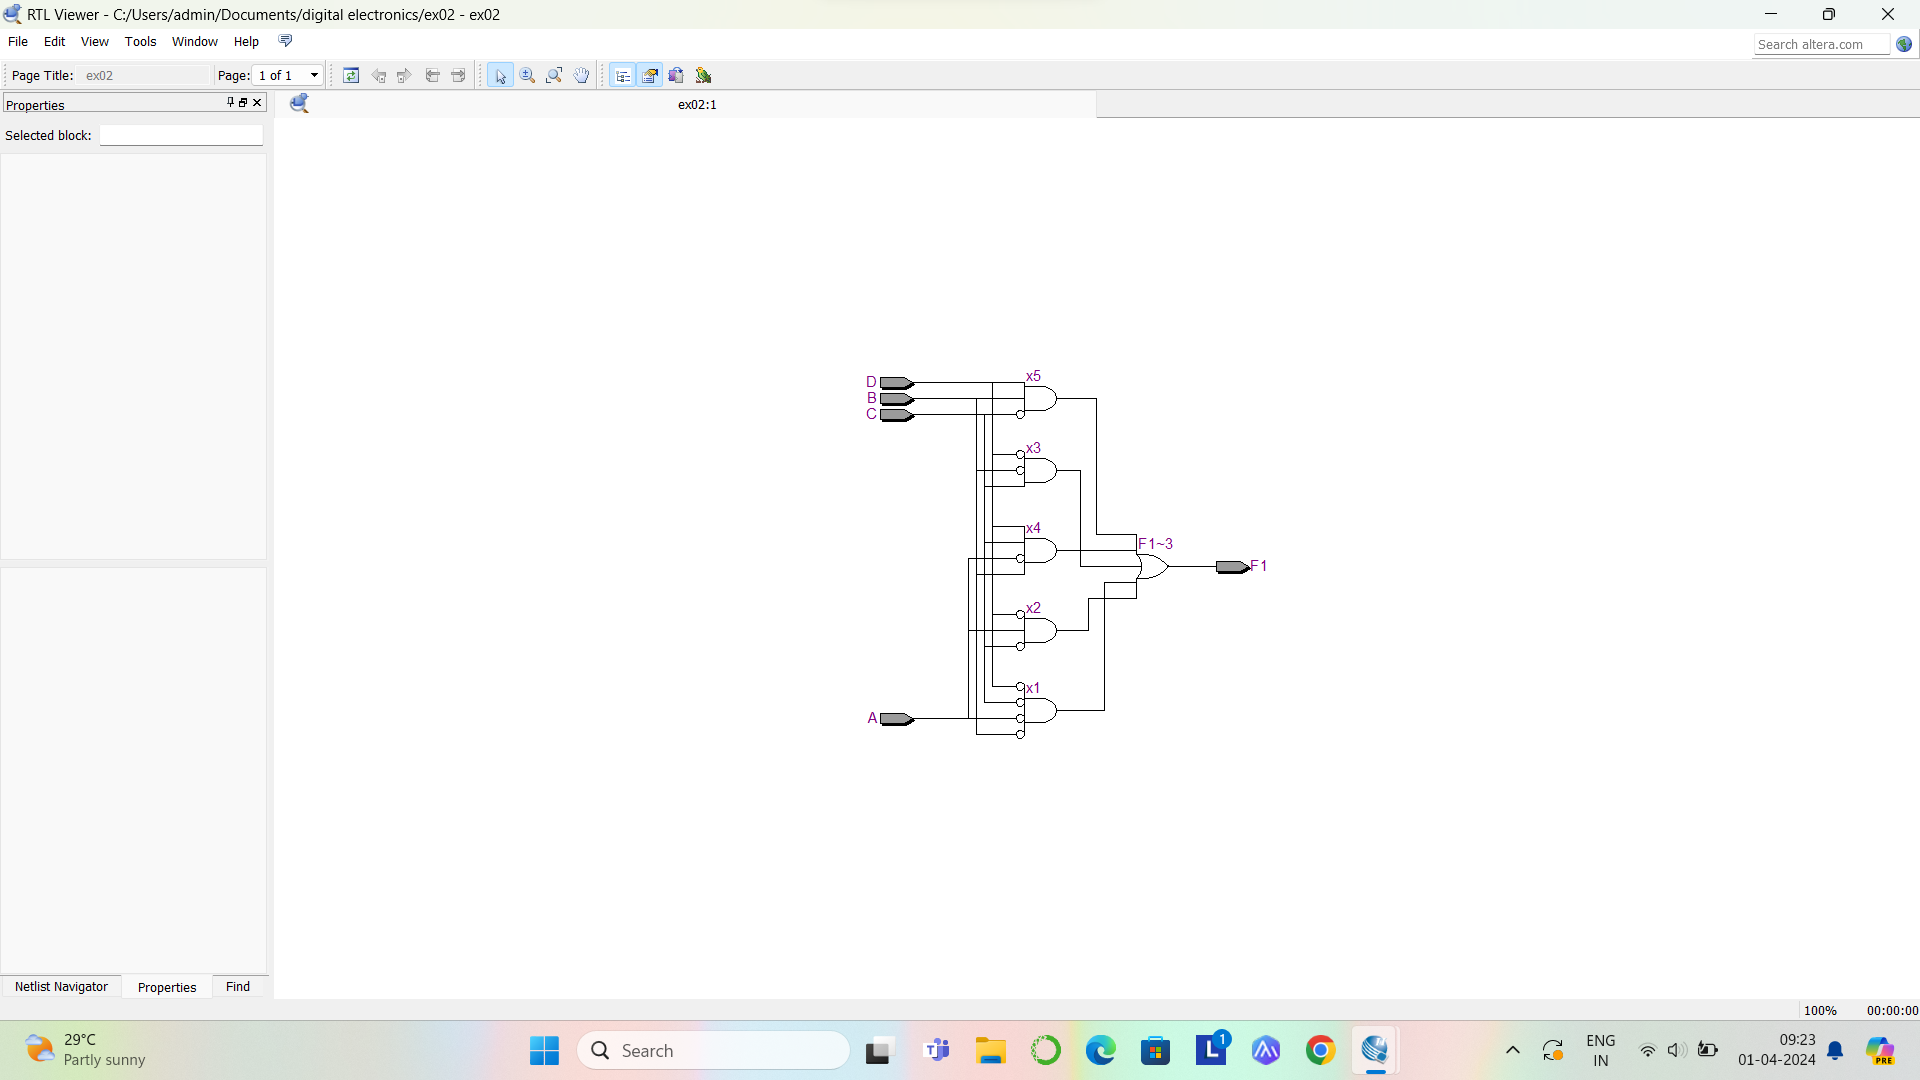 RTL Viewer - C:/Users/admin/Documents/digital electronics/ex02 - ex02
File Edit View Tools Window Help
Search altera.com
Page Title: ex02 Page: 1 of 1
Properties
ex02:1
Selected block:
D
B
C
x5
x3
x4
F1~3
F1
x2
x1
A
Netlist Navigator Properties Find
100% 00:00:00
29°C
Partly sunny
Search
1
L
ENG
IN
09:23
01-04-2024
PRE